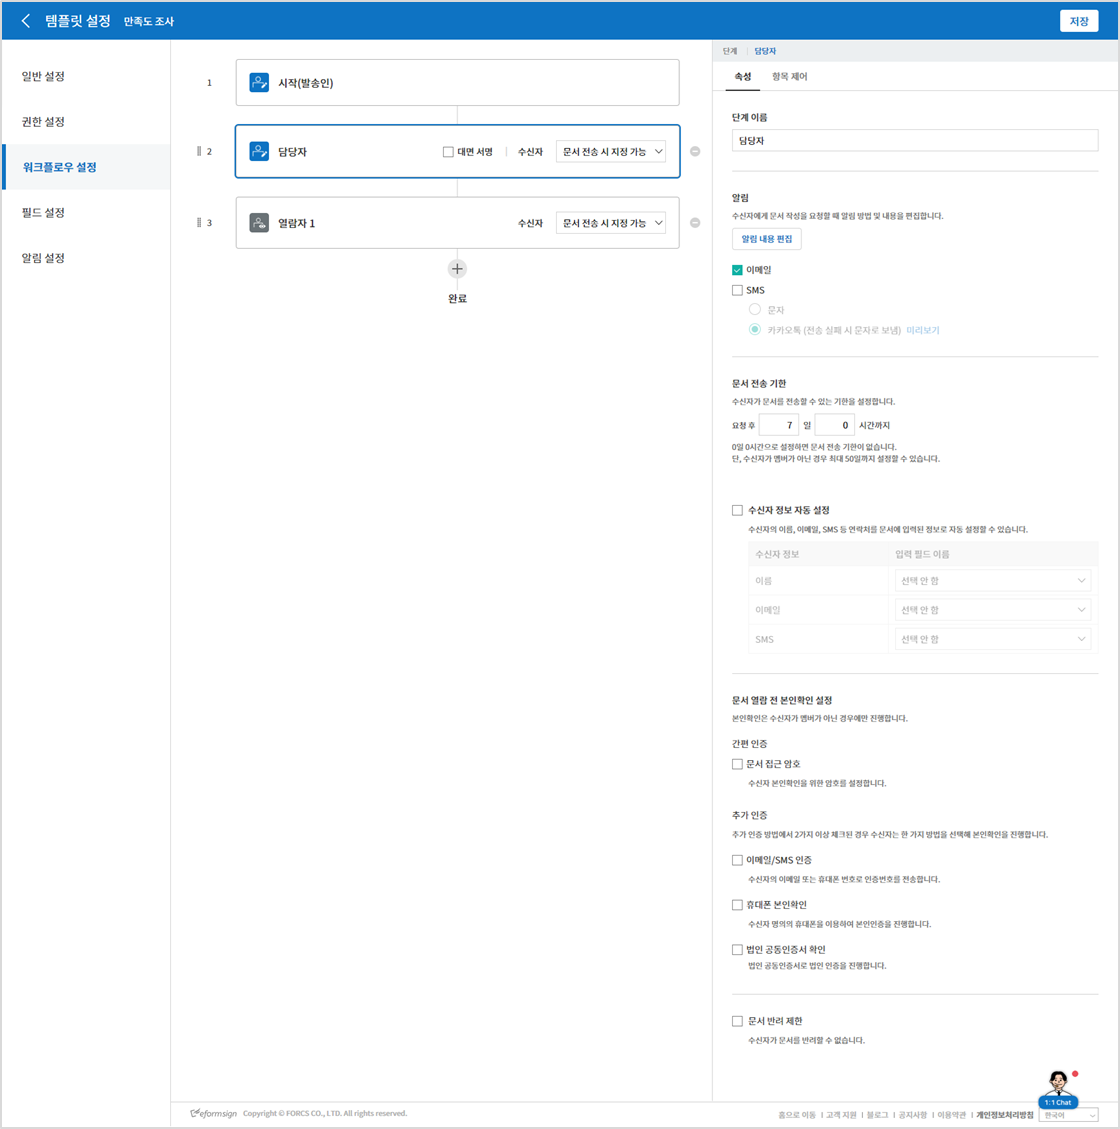 템플릿 설정 만족도 조사 저장
일반 설정
권한 설정
워크플로우 설정
필드 설정
알림 설정
1 시작(발송인)
2 담당자 대면 서명 수신자 문서 전송 시 지정 가능
3 열람자 1 수신자 문서 전송 시 지정 가능
완료
단계 담당자
속성 항목 제어
단계 이름
담당자
알림
수신자에게 문서 작성을 요청할 때 알림 방법 및 내용을 편집합니다.
알림 내용 편집
이메일
SMS
문자
카카오톡 (전송 실패 시 문자로 보냄) 미리보기
문서 전송 기한
수신자가 문서를 전송할 수 있는 기한을 설정합니다.
요청 후 7 일 0 시간까지
0일 0시간으로 설정하면 문서 전송 기한이 없습니다.
단, 수신자가 멤버가 아닌 경우 최대 50일까지 설정할 수 있습니다.
수신자 정보 자동 설정
수신자의 이름, 이메일, SMS 등 연락처를 문서에 입력된 정보로 자동 설정할 수 있습니다.
수신자 정보 입력 필드 이름
이름 선택 안 함
이메일 선택 안 함
SMS 선택 안 함
문서 열람 전 본인확인 설정
본인확인은 수신자가 멤버가 아닌 경우에만 진행합니다.
간편 인증
문서 접근 암호
수신자 본인확인을 위한 암호를 설정합니다.
추가 인증
추가 인증 방법에서 2가지 이상 체크된 경우 수신자는 한 가지 방법을 선택해 본인확인을 진행합니다.
이메일/SMS 인증
수신자의 이메일 또는 휴대폰 번호로 인증번호를 전송합니다.
휴대폰 본인확인
수신자 명의의 휴대폰을 이용하여 본인인증을 진행합니다.
법인 공동인증서 확인
법인 공동인증서로 법인 인증을 진행합니다.
문서 반려 제한
수신자가 문서를 반려할 수 없습니다.
1:1 Chat
eformsign Copyright © FORCS CO., LTD. All rights reserved.
홈으로 이동 | 고객 지원 | 블로그 | 공지사항 | 이용약관 | 개인정보처리방침 한국어